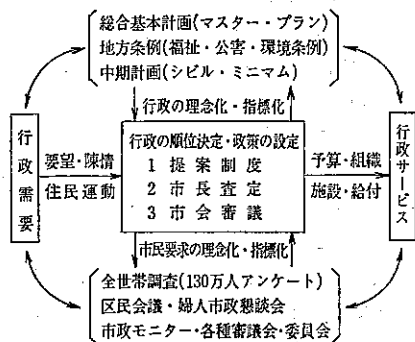 総合基本計画(マスター・プラン)
地方条例(福祉・公害・環境条例)
中期計画(シビル・ミニマム)
行政の理念化・指標化
行政需要
要望・陳情
住民運動
行政の順位決定・政策の設定
1 提案制度
2 市長査定
3 市会審議
予算・組織
施設・給付
行政サービス
市民要求の理念化・指標化
全世帯調査(130万人アンケート)
区民会議・婦人市政懇談会
市政モニター・各種審議会・委員会